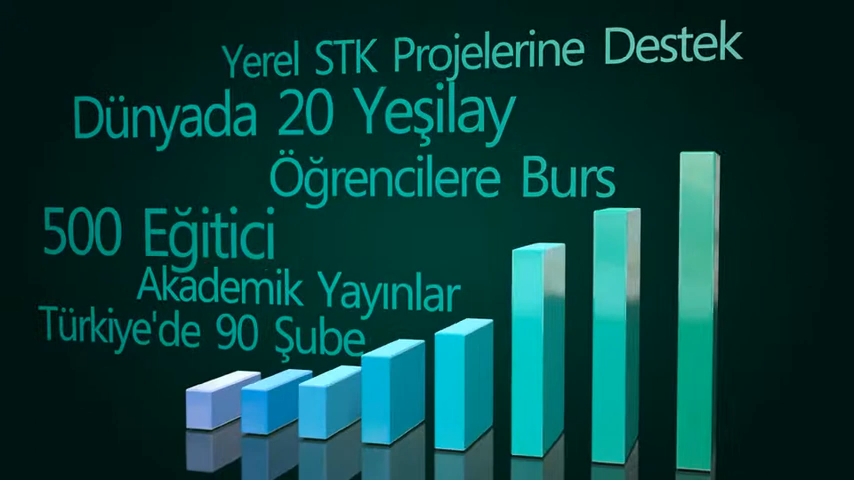 Yerel STK Projelerine Destek
Dünyada 20 Yeşilay
Öğrencilere Burs
500 Eğitici
Akademik Yayınlar
Türkiye'de 90 Şube